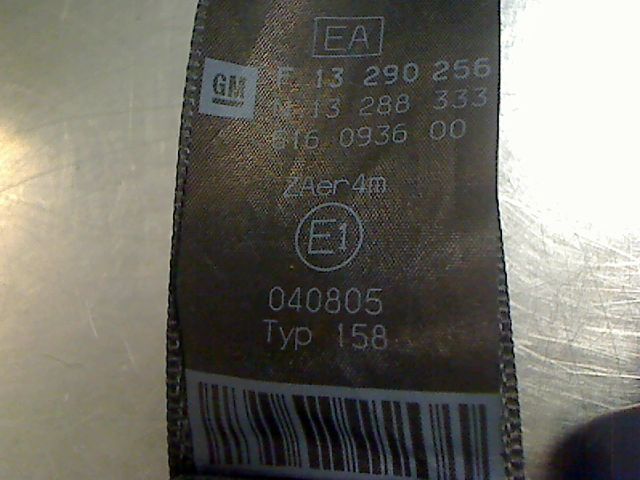 EA
GM
F 13 290 256
N 13 288 333
616 0936 00
ZAer4m
E1
040805
Typ 158